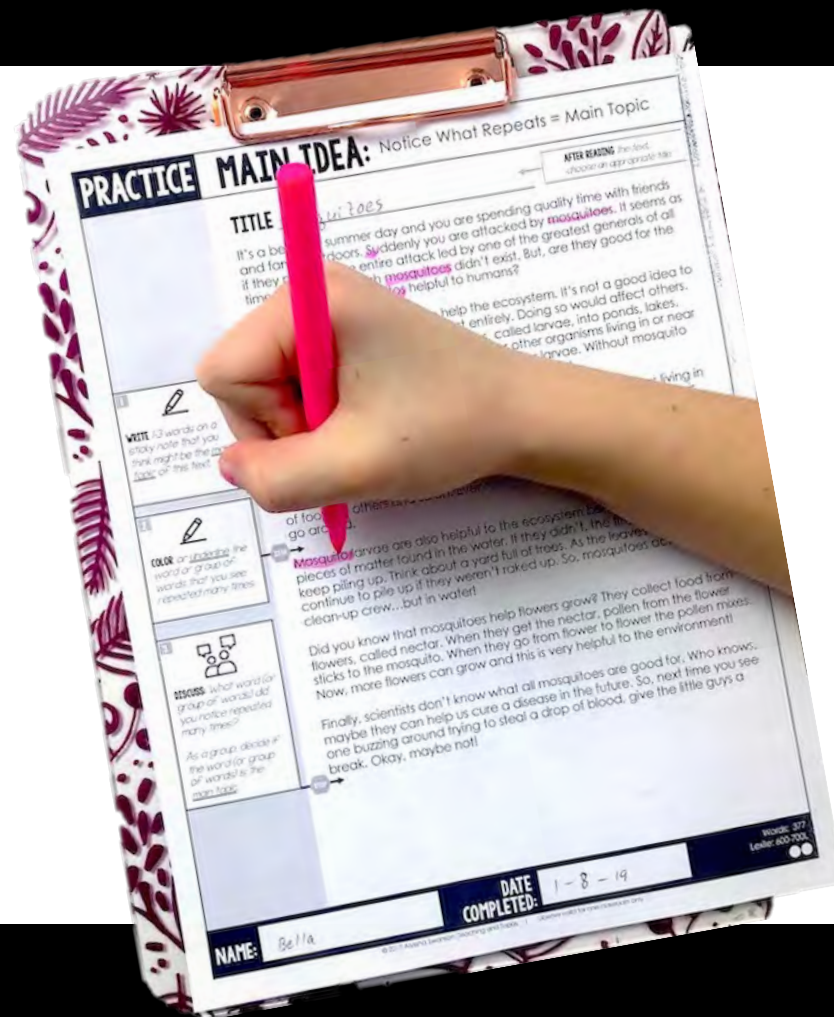 PRACTICE
MAIN IDEA: Notice What Repeats = Main Topic
AFTER READING the text,
choose an appropriate title
TITLE
It's a summer day and you are spending quality time with friends
and doors. Suddenly you are attacked by mosquitoes. It seems as
if they entire attack led by one of the greatest generals of all
time mosquitoes didn't exist. But, are they good for the
helpful to humans?
help the ecosystem. It's not a good idea to
entirely. Doing so would affect others.
called larvae, into ponds, lakes,
other organisms living in or near
larvae. Without mosquito
living in
1
WRITE 1-3 words on a
sticky note that you
think might be the
topic of this text.
of others
go around.
2
COLOR or underline the
word or group of
words that you see
repeated many times.
STOP
Mosquito larvae are also helpful to the ecosystem
pieces of matter found in the water. If they didn't, the
keep piling up. Think about a yard full of trees. As the leaves
continue to pile up if they weren't raked up. So, mosquitoes
clean-up crew...but in water!
Did you know that mosquitoes help flowers grow? They collect food from
flowers, called nectar. When they get the nectar, pollen from the flower
sticks to the mosquito. When they go from flower to flower the pollen mixes.
Now, more flowers can grow and this is very helpful to the environment!
3
DISCUSS: What word (or
group of words) did
you notice repeated
many times?
As a group, decide if
the word (or group
of words) is the
main topic.
Finally, scientists don't know what all mosquitoes are good for. Who knows,
maybe they can help us cure a disease in the future. So, next time you see
one buzzing around trying to steal a drop of blood, give the little guys a
break. Okay, maybe not!
STOP
Words: 377
Lexile: 600-700L
NAME: Bella
DATE
COMPLETED: 1-8-19